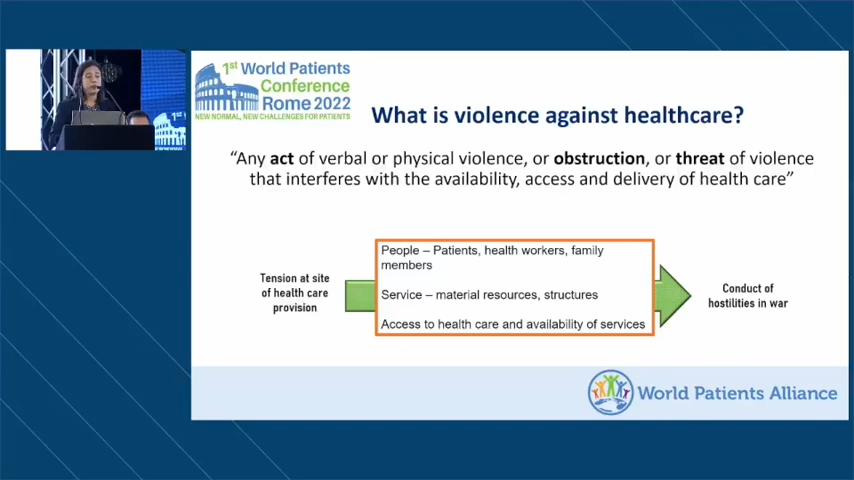 1st World Patients
Conference
Rome 2022
NEW NORMAL, NEW CHALLENGES FOR PATIENTS
What is violence against healthcare?
“Any act of verbal or physical violence, or obstruction, or threat of violence
that interferes with the availability, access and delivery of health care”
Tension at site
of health care
provision
People – Patients, health workers, family
members
Service – material resources, structures
Access to health care and availability of services
Conduct of
hostilities in war
World Patients Alliance